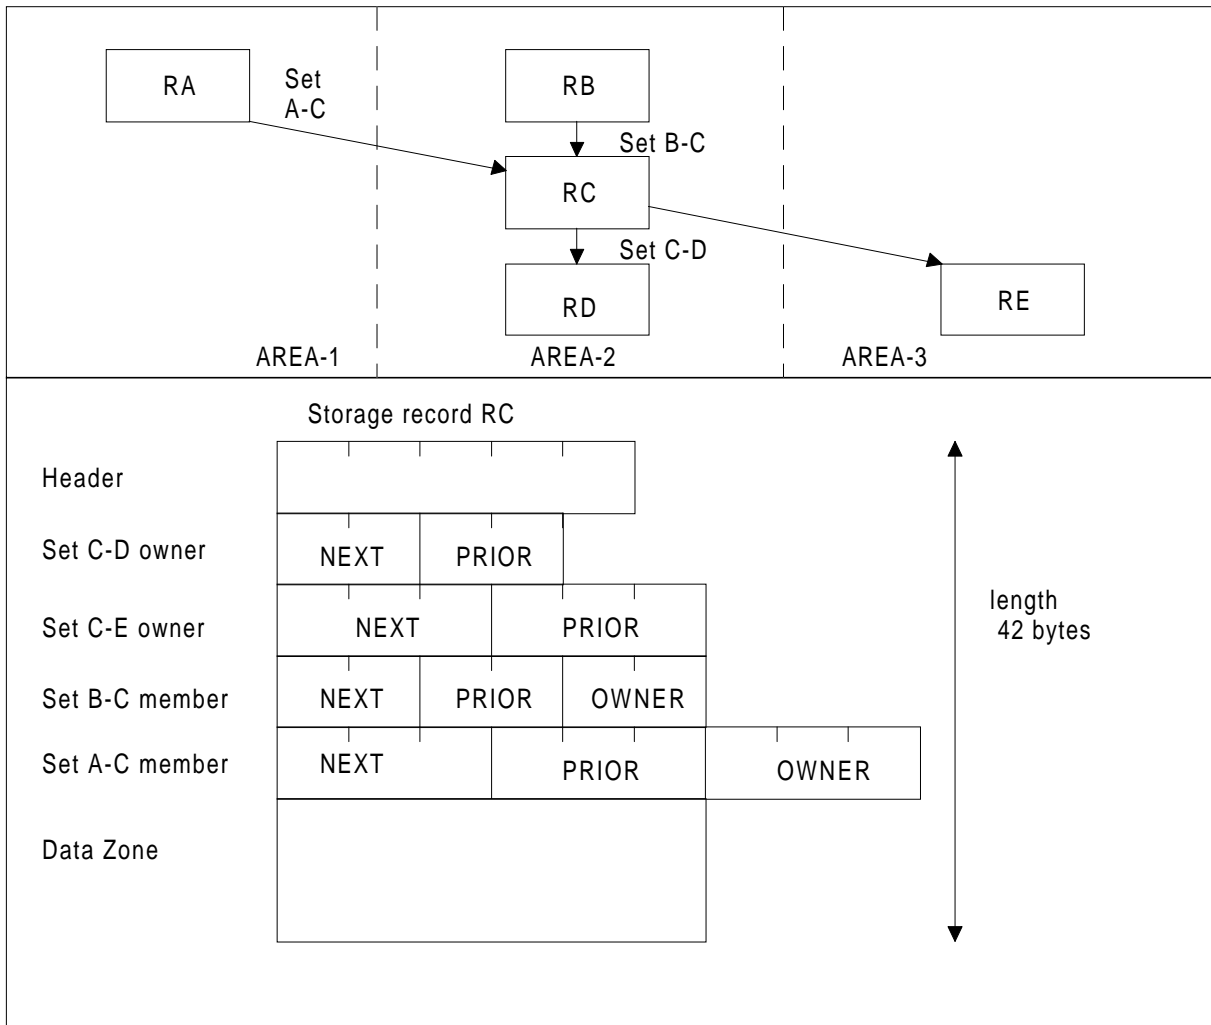 RA
Set
A-C
RB
Set B-C
RC
Set C-D
RD
RE
AREA-1
AREA-2
AREA-3
Storage record RC
Header
Set C-D owner
NEXT PRIOR
Set C-E owner
NEXT PRIOR
Set B-C member
NEXT PRIOR OWNER
Set A-C member
NEXT PRIOR OWNER
Data Zone
length
42 bytes